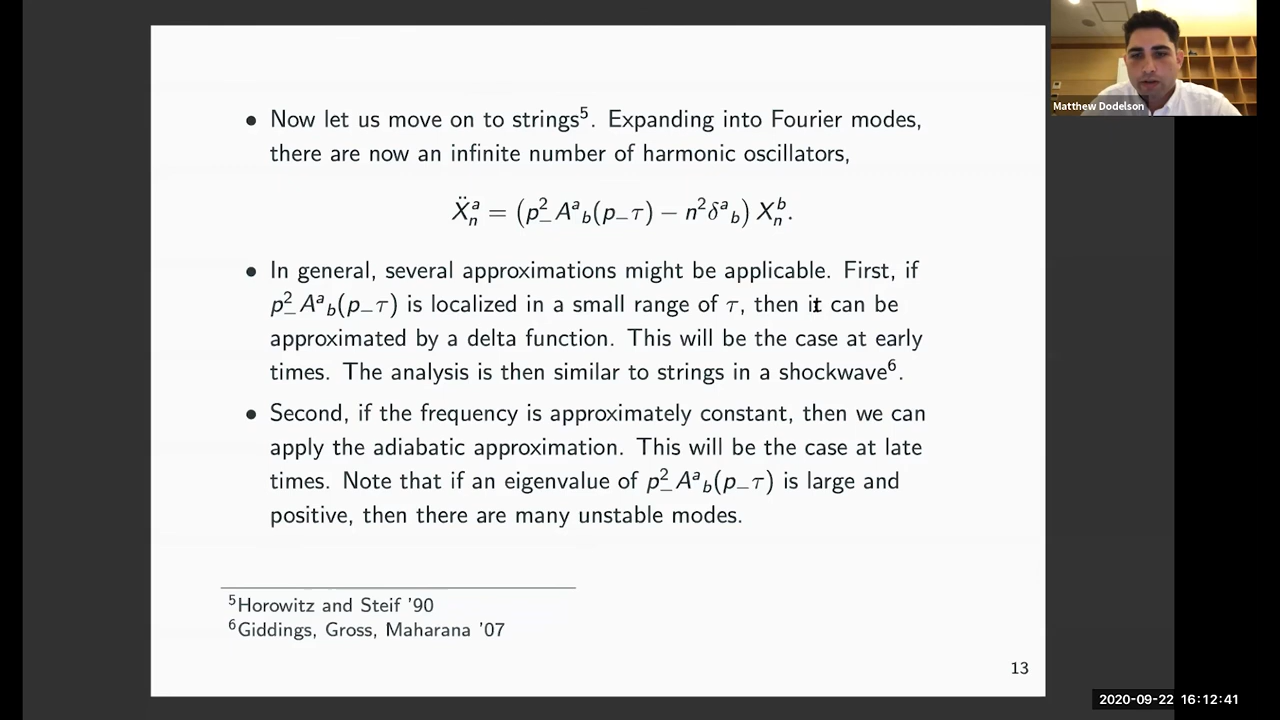 • Now let us move on to strings⁵. Expanding into Fourier modes,
there are now an infinite number of harmonic oscillators,
Ẍₙᵃ = (p₋² Aᵃ_b(p₋τ) − n²δᵃ_b) Xₙᵇ.
• In general, several approximations might be applicable. First, if
p₋² Aᵃ_b(p₋τ) is localized in a small range of τ, then it can be
approximated by a delta function. This will be the case at early
times. The analysis is then similar to strings in a shockwave⁶.
• Second, if the frequency is approximately constant, then we can
apply the adiabatic approximation. This will be the case at late
times. Note that if an eigenvalue of p₋² Aᵃ_b(p₋τ) is large and
positive, then there are many unstable modes.
⁵Horowitz and Steif '90
⁶Giddings, Gross, Maharana '07
13
Matthew Dodelson
2020-09-22 16:12:41